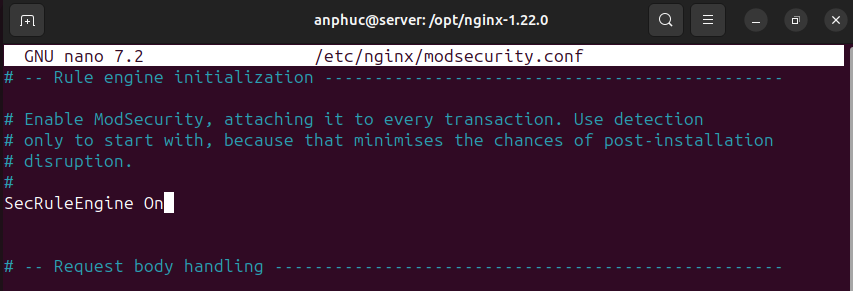 anphuc@server: /opt/nginx-1.22.0
GNU nano 7.2 /etc/nginx/modsecurity.conf
# -- Rule engine initialization ----------------------------------------------
# Enable ModSecurity, attaching it to every transaction. Use detection
# only to start with, because that minimises the chances of post-installation
# disruption.
#
SecRuleEngine On
# -- Request body handling ---------------------------------------------------